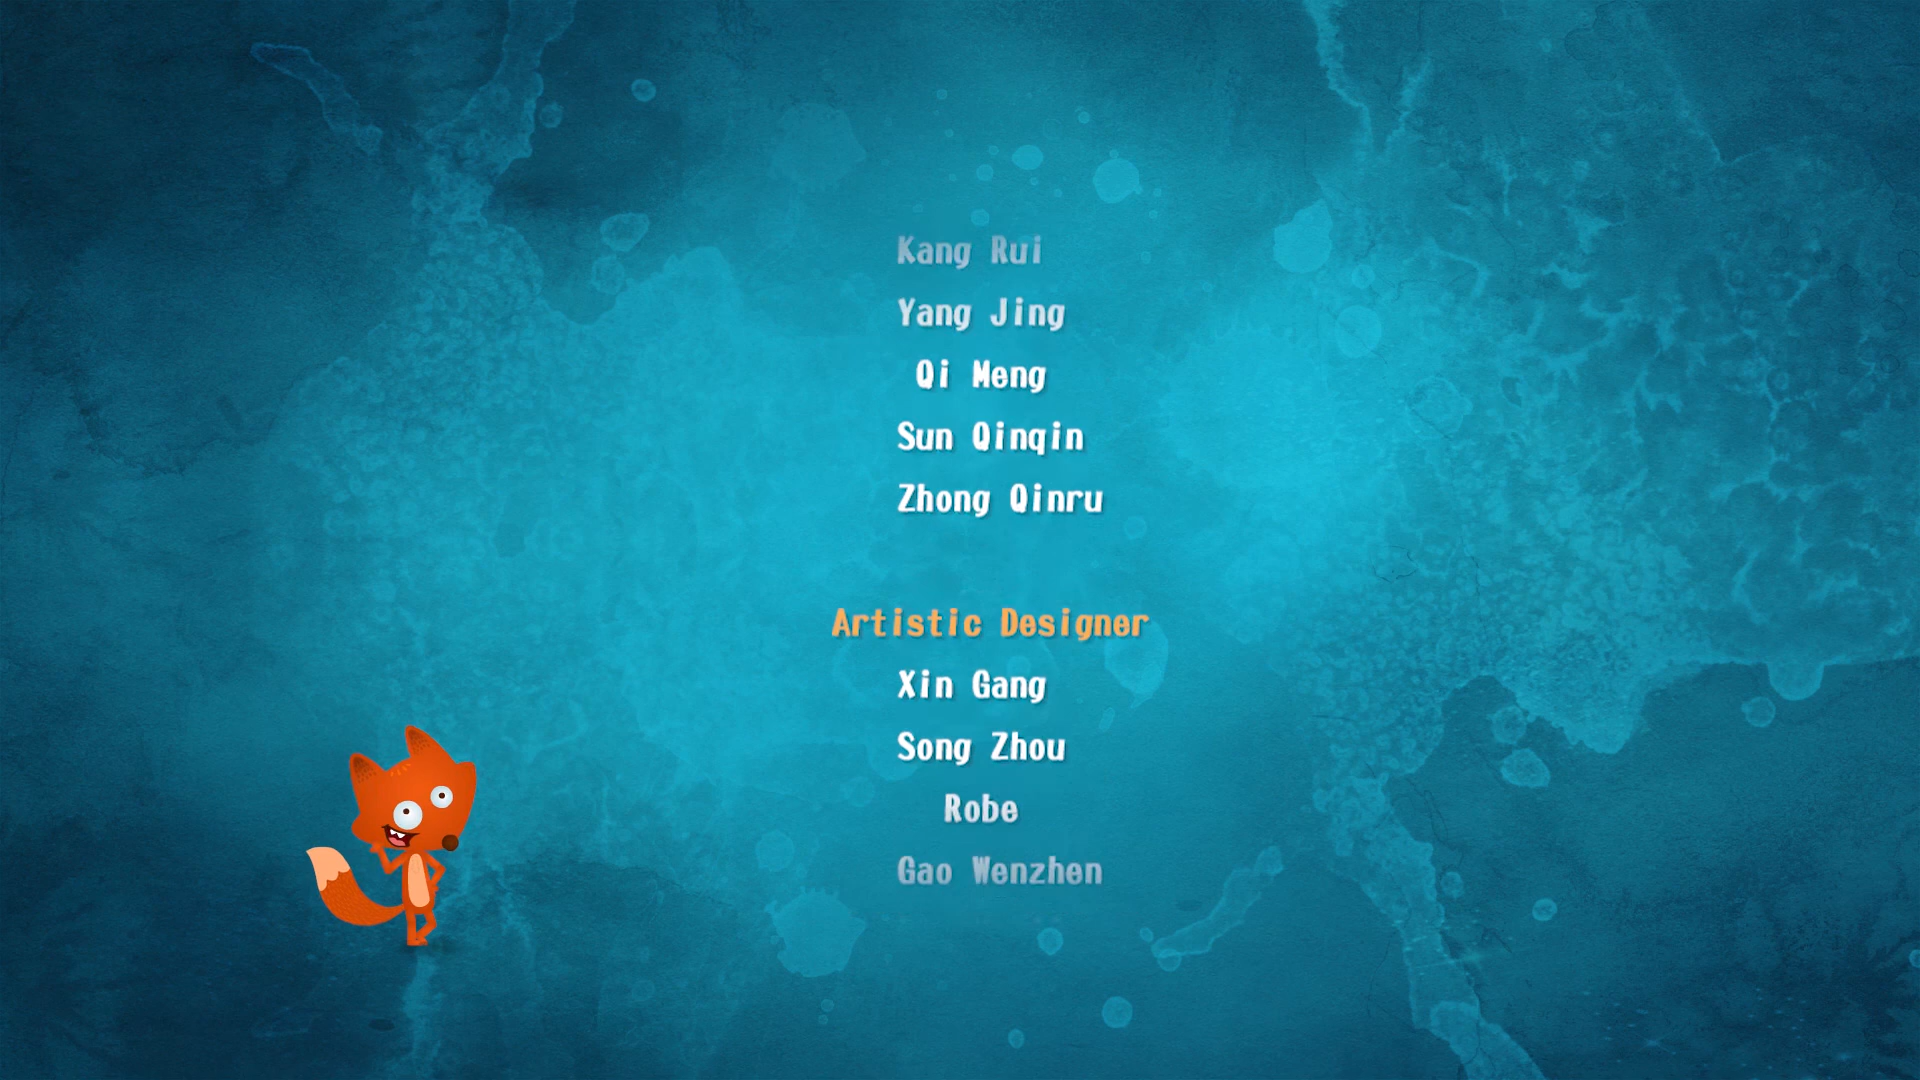 Kang Rui
Yang Jing
Qi Meng
Sun Qinqin
Zhong Qinru
Artistic Designer
Xin Gang
Song Zhou
Robe
Gao Wenzhen